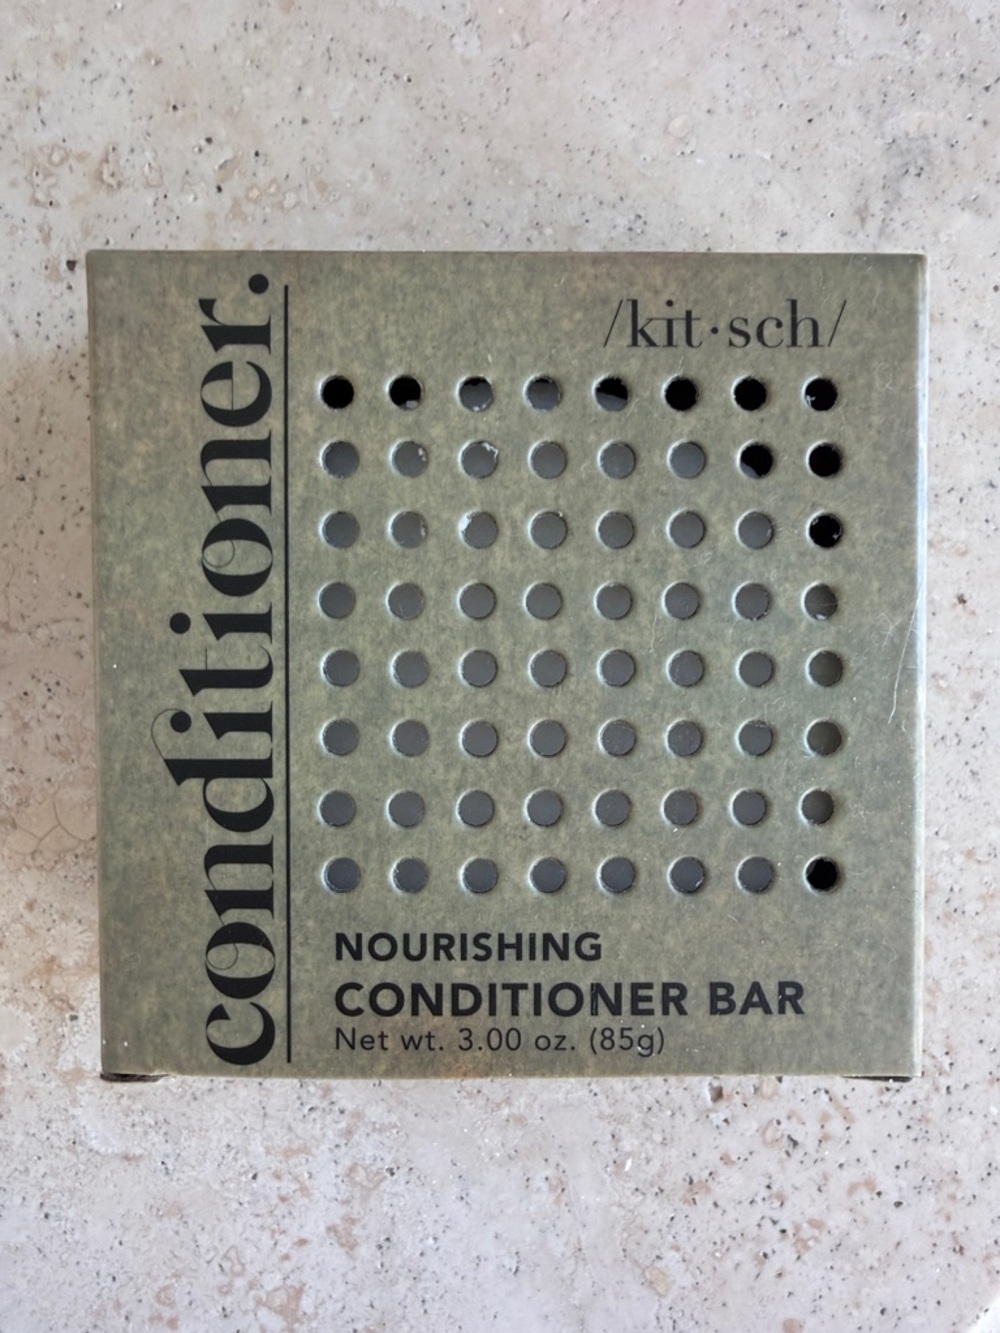 conditioner.
/kit·sch/
NOURISHING
CONDITIONER BAR
Net wt. 3.00 oz. (85g)